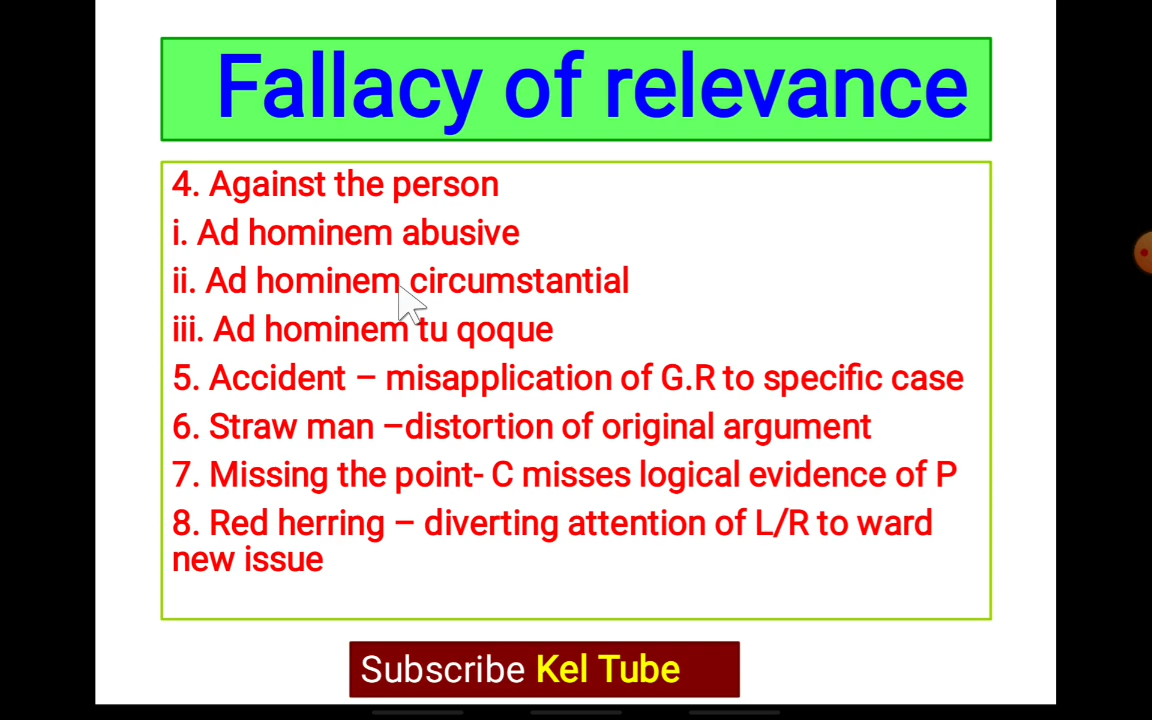 Fallacy of relevance
4. Against the person
i. Ad hominem abusive
ii. Ad hominem circumstantial
iii. Ad hominem tu qoque
5. Accident – misapplication of G.R to specific case
6. Straw man –distortion of original argument
7. Missing the point- C misses logical evidence of P
8. Red herring – diverting attention of L/R to ward
new issue
Subscribe Kel Tube